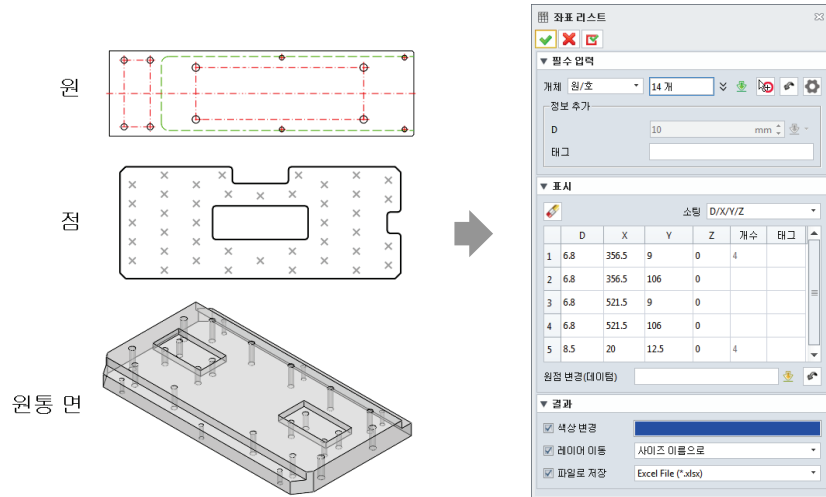 원
점
원통 면
좌표 리스트
필수 입력
개체 원/호 14 개
정보 추가
D 10 mm
태그
표시
소팅 D/X/Y/Z
D X Y Z 개수 태그
1 6.8 356.5 9 0 4
2 6.8 356.5 106 0
3 6.8 521.5 9 0
4 6.8 521.5 106 0
5 8.5 20 12.5 0 4
원점 변경(데이텀)
결과
색상 변경
레이어 이동 사이즈 이름으로
파일로 저장 Excel File (*.xlsx)